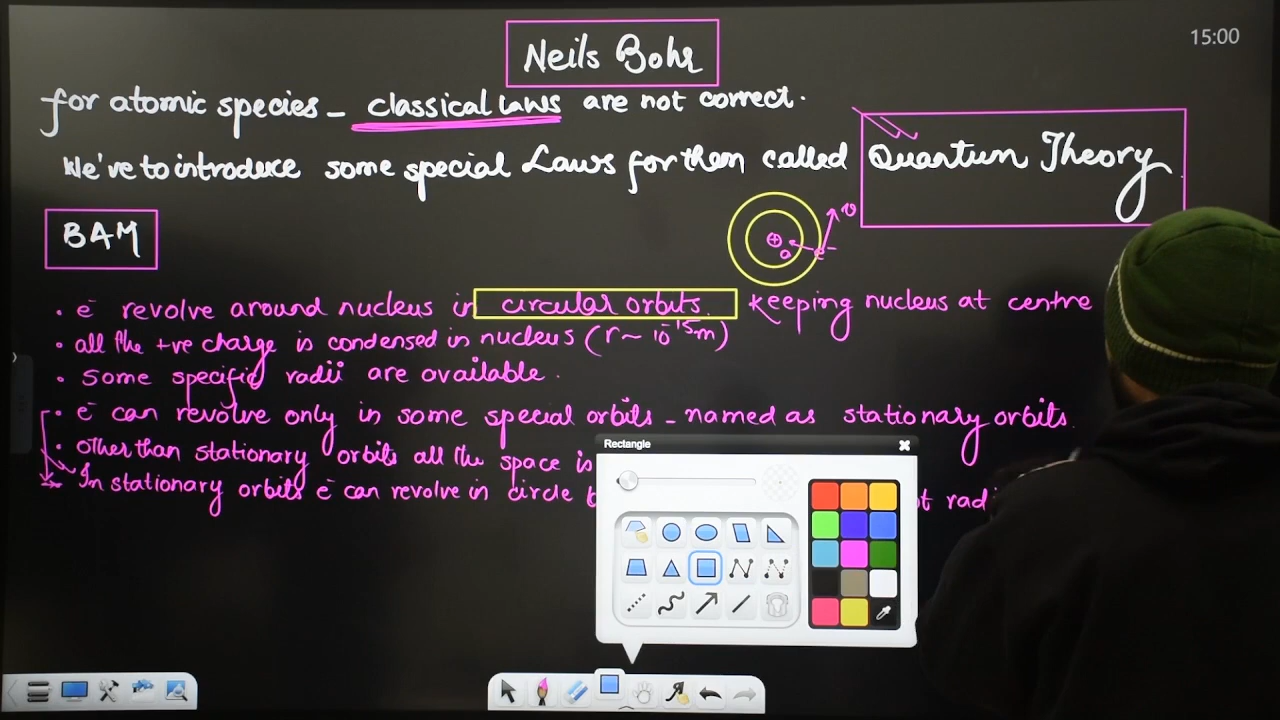 Neils Bohr
15:00
for atomic species - classical laws are not correct.
We've to introduce some special Laws for them called Quantum Theory
BAM
v
e-
. e- revolve around nucleus in circular orbits. Keeping nucleus at centre
. all the +ve charge is condensed in nucleus (r ~ 10^-15 m)
. Some specific radii are available.
. e- can revolve only in some special orbits - named as stationary orbits.
. Other than stationary orbits all the space is
In stationary orbits e- can revolve in circle
Rectangle